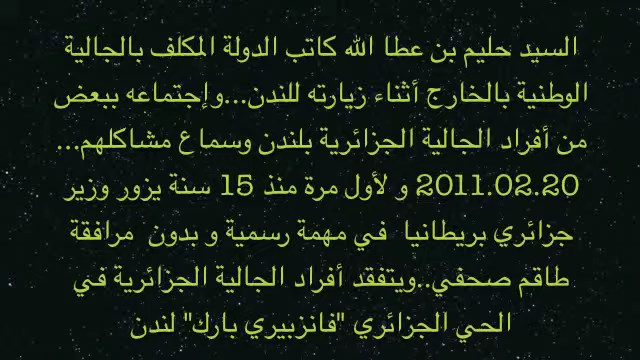 السيد حليم بن عطا الله كاتب الدولة المكلف بالجالية
الوطنية بالخارج أثناء زيارته للندن...وإجتماعه ببعض
من أفراد الجالية الجزائرية بلندن وسماع مشاكلهم...
2011.02.20 و لأول مرة منذ 15 سنة يزور وزير
جزائري بريطانيا في مهمة رسمية و بدون مرافقة
طاقم صحفي..ويتفقد أفراد الجالية الجزائرية في
الحي الجزائري "فانزبيري بارك" لندن